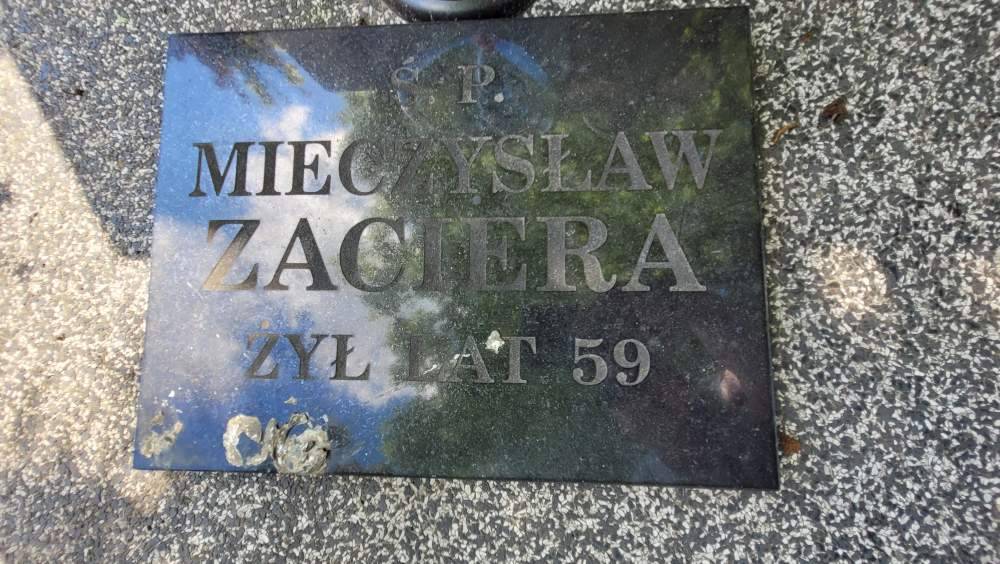 Ś. P.
MIECZYSŁAW
ZACIERA
ŻYŁ LAT 59